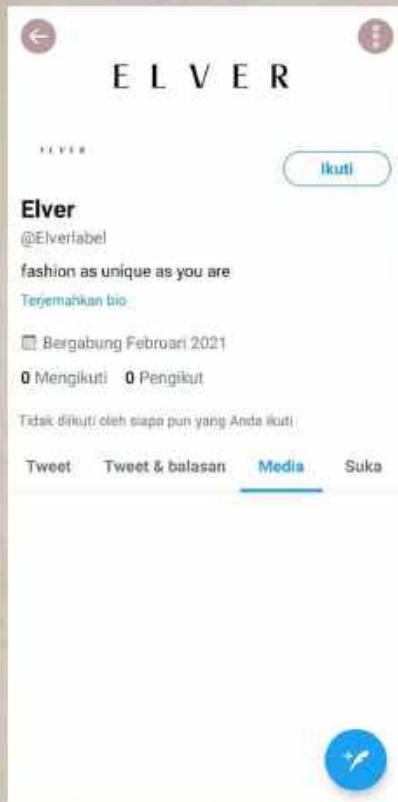 E L V E R
ELVER
Ikuti
Elver
@Elverlabel
fashion as unique as you are
Terjemahkan bio
Bergabung Februari 2021
0 Mengikuti 0 Pengikut
Tidak diikuti oleh siapa pun yang Anda ikuti
Tweet Tweet & balasan Media Suka